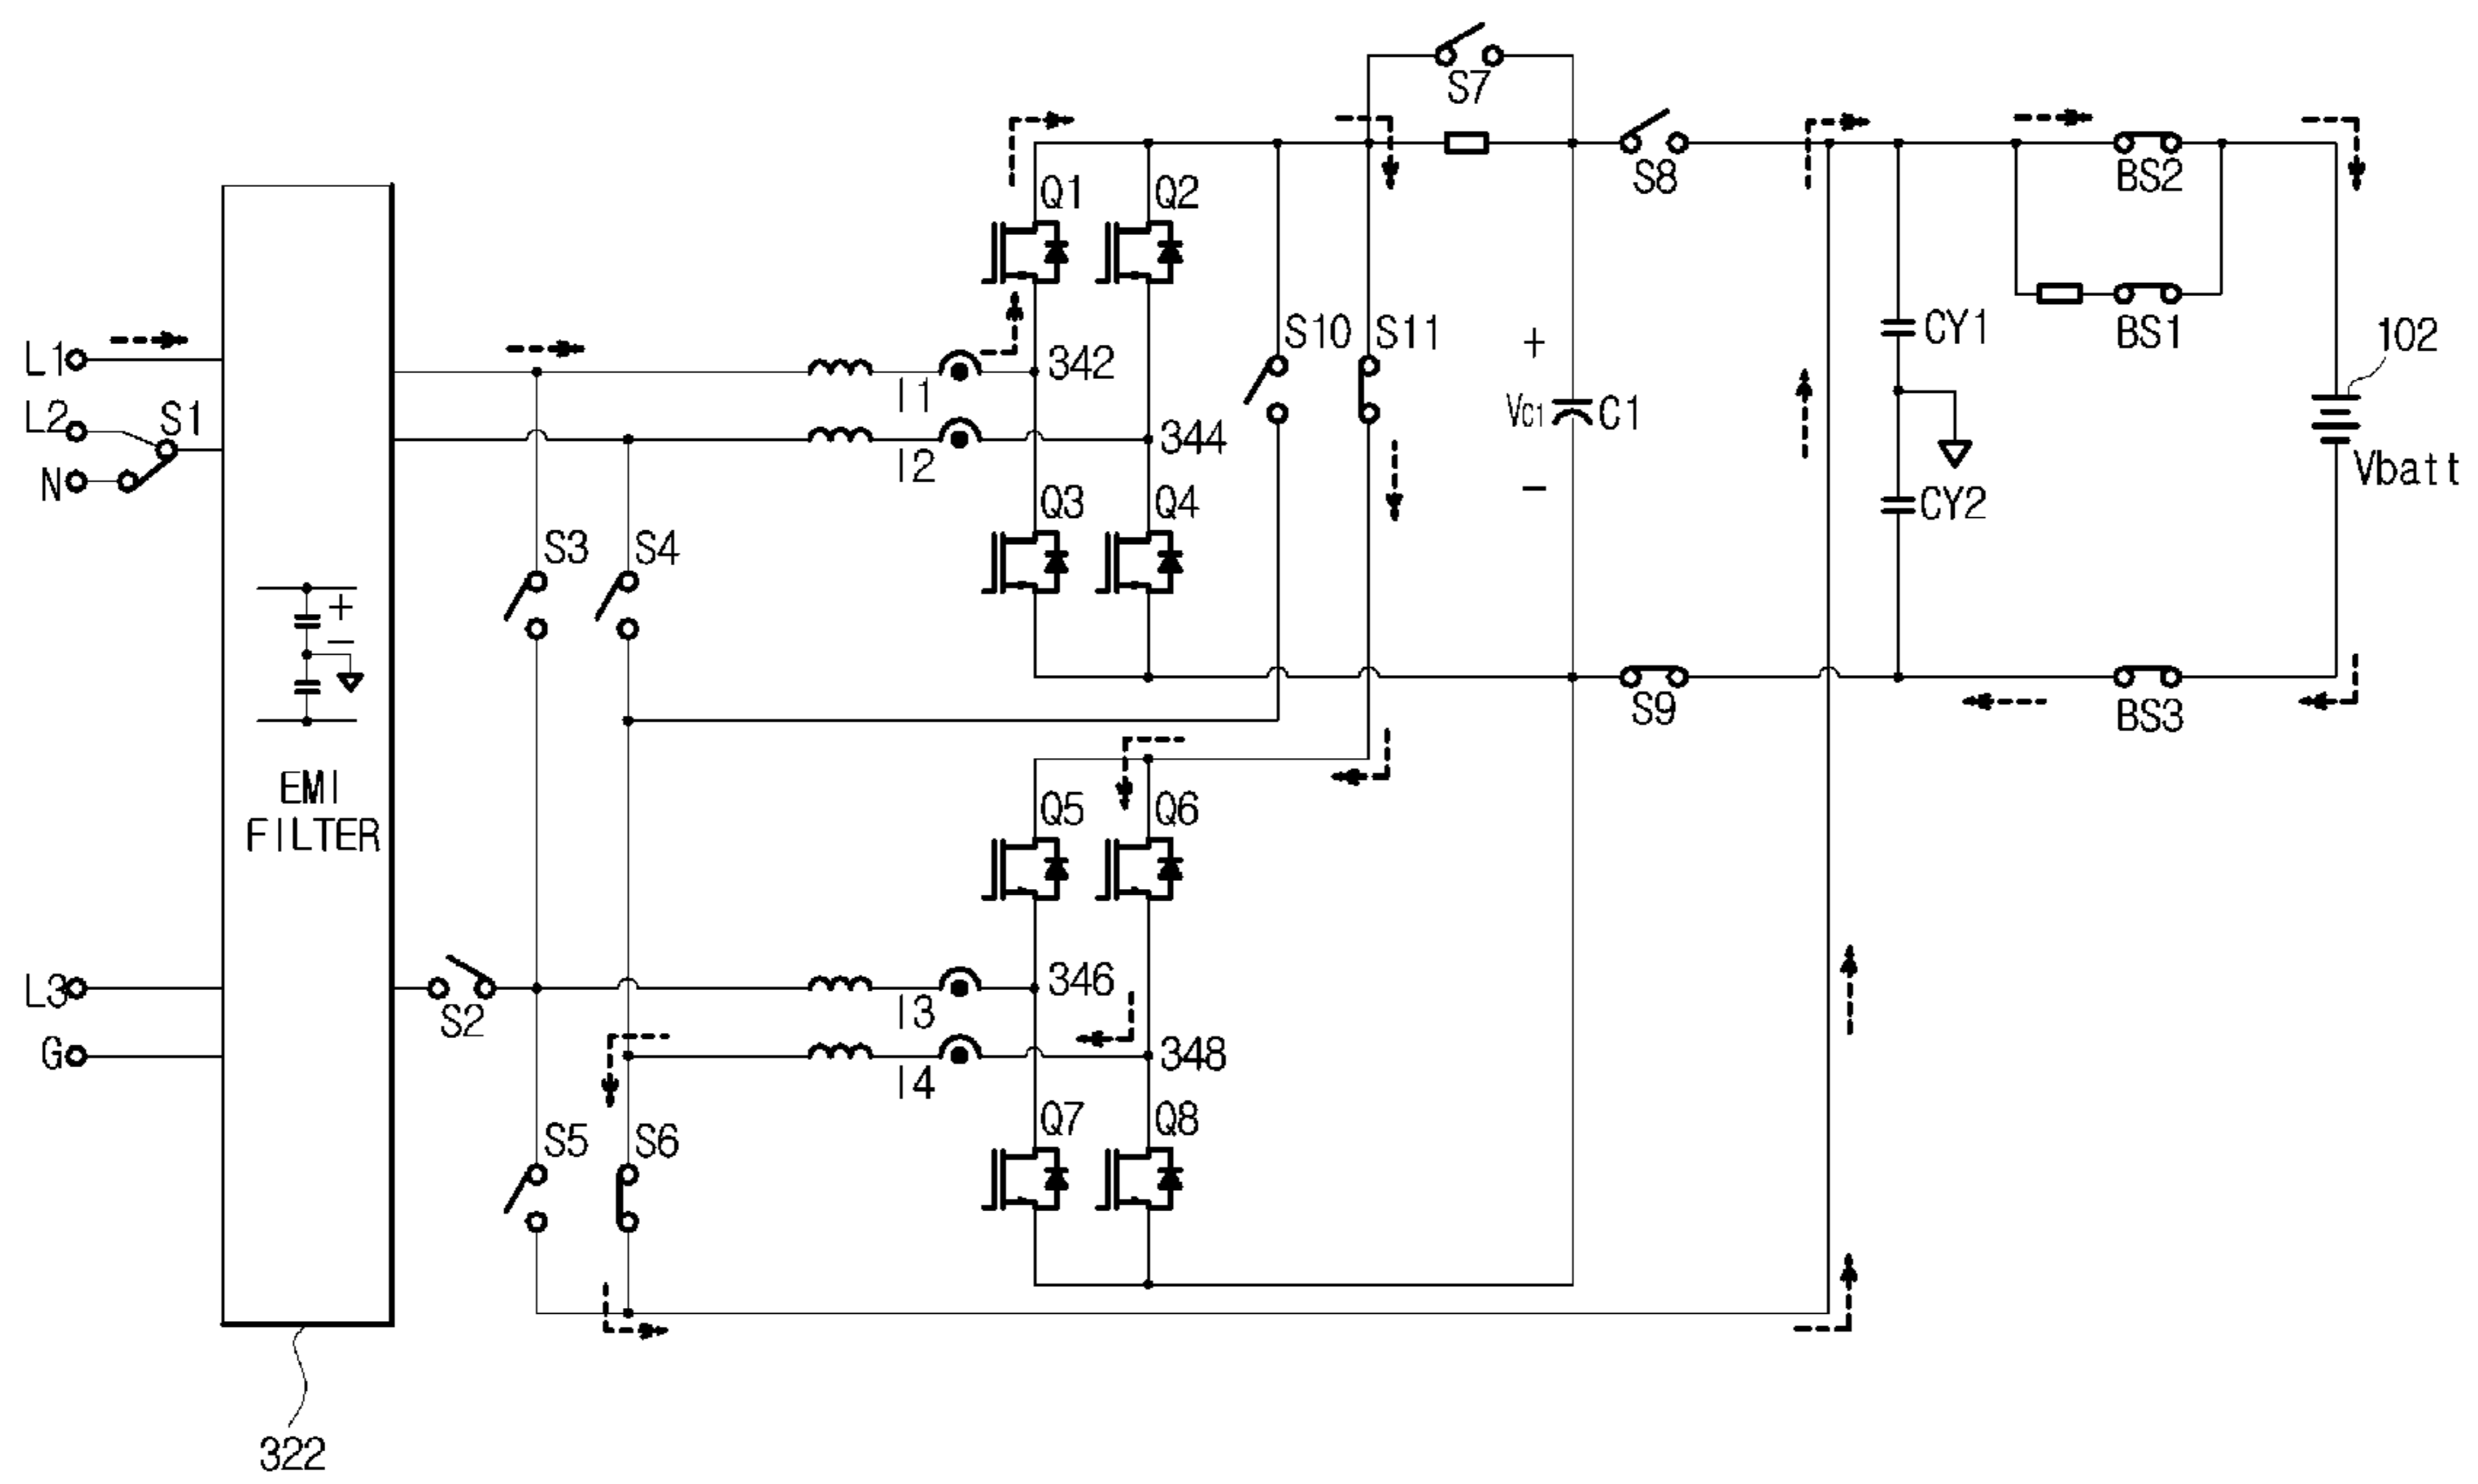 S7
Q1
Q2
S8
BS2
L1
342
S10
S11
+
CY1
BS1
102
I1
VC1
C1
L2
S1
344
N
I2
Vbatt
Q3
Q4
−
CY2
S3
S4
+
−
S9
BS3
EMI
FILTER
Q5
Q6
L3
S2
346
I3
G
348
I4
Q7
Q8
S5
S6
322